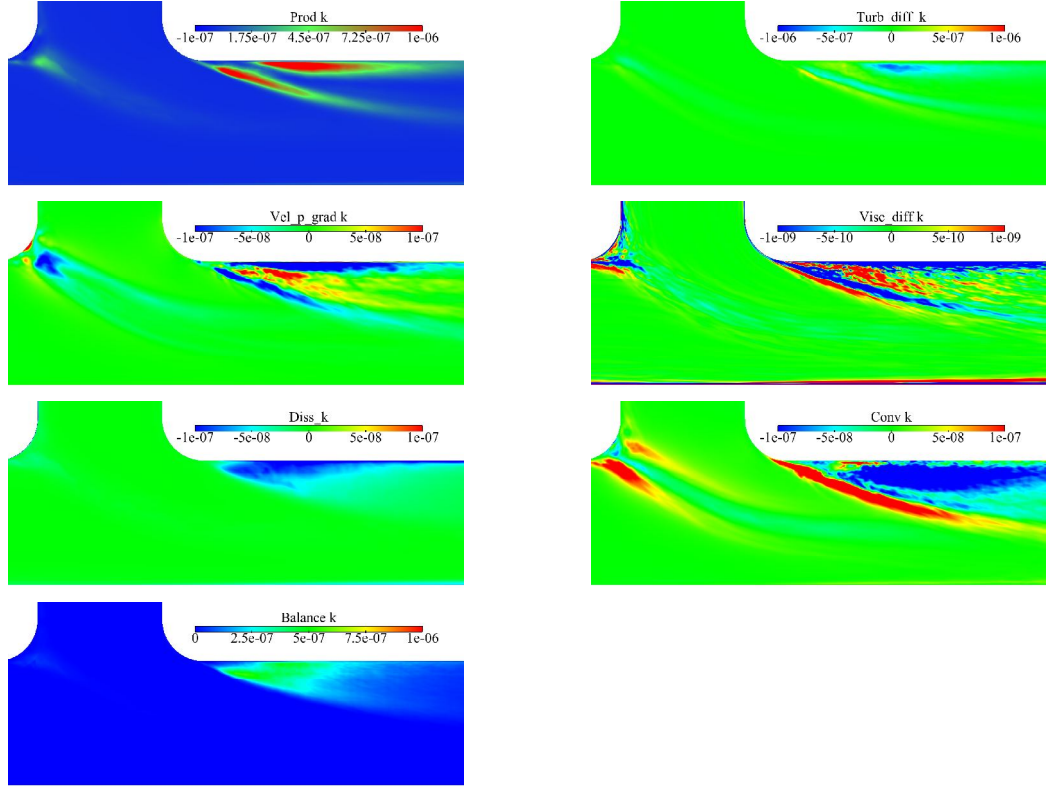 Prod k
-1e-07 1.75e-07 4.5e-07 7.25e-07 1e-06
Turb_diff_k
-1e-06 -5e-07 0 5e-07 1e-06
Vel_p_grad k
-1e-07 -5e-08 0 5e-08 1e-07
Visc_diff k
-1e-09 -5e-10 0 5e-10 1e-09
Diss_k
-1e-07 -5e-08 0 5e-08 1e-07
Conv k
-1e-07 -5e-08 0 5e-08 1e-07
Balance k
0 2.5e-07 5e-07 7.5e-07 1e-06